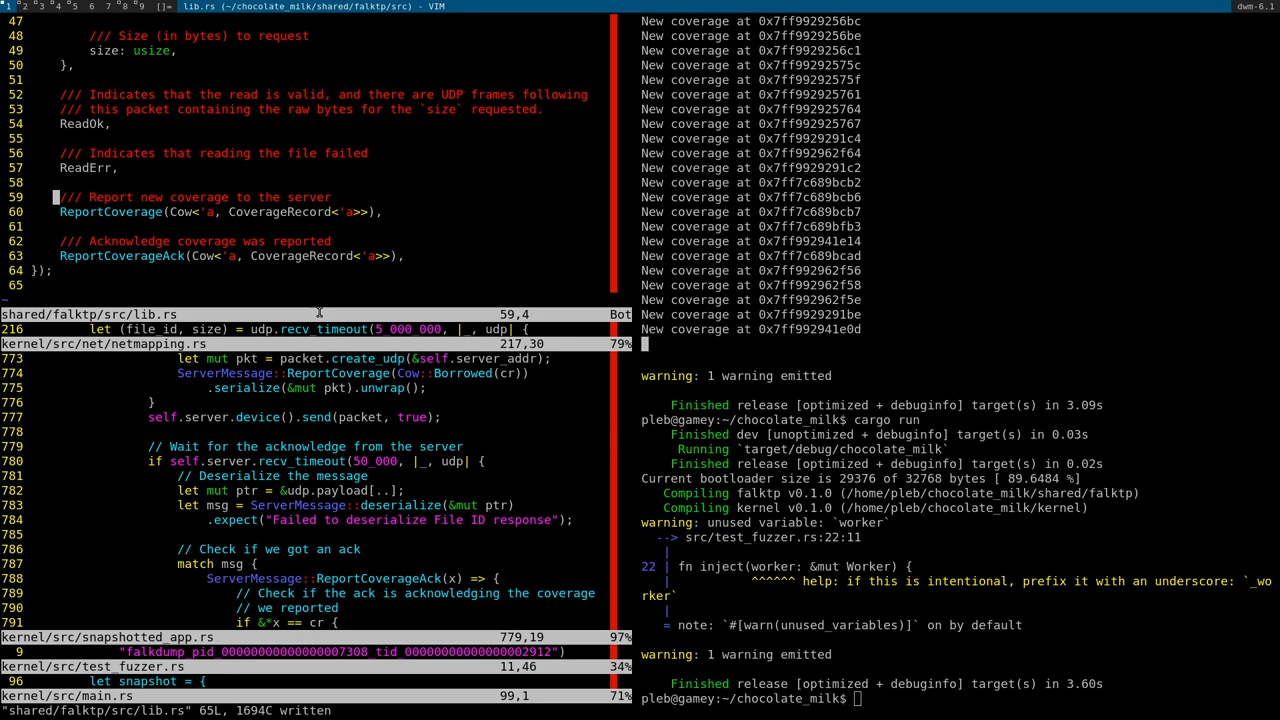 1 2 3 4 5 6 7 8 9 []= lib.rs (~/chocolate_milk/shared/falktp/src) - VIM dwm-6.1
47
48         /// Size (in bytes) to request
49         size: usize,
50     },
51
52     /// Indicates that the read is valid, and there are UDP frames following
53     /// this packet containing the raw bytes for the `size` requested.
54     ReadOk,
55
56     /// Indicates that reading the file failed
57     ReadErr,
58
59     /// Report new coverage to the server
60     ReportCoverage(Cow<'a, CoverageRecord<'a>>),
61
62     /// Acknowledge coverage was reported
63     ReportCoverageAck(Cow<'a, CoverageRecord<'a>>),
64 });
65
~
shared/falktp/src/lib.rs 59,4 Bot
216         let (file_id, size) = udp.recv_timeout(5_000_000, |_, udp| {
kernel/src/net/netmapping.rs 217,30 79%
773                     let mut pkt = packet.create_udp(&self.server_addr);
774                     ServerMessage::ReportCoverage(Cow::Borrowed(cr))
775                         .serialize(&mut pkt).unwrap();
776                 }
777                 self.server.device().send(packet, true);
778
779                 // Wait for the acknowledge from the server
780                 if self.server.recv_timeout(50_000, |_, udp| {
781                     // Deserialize the message
782                     let mut ptr = &udp.payload[..];
783                     let msg = ServerMessage::deserialize(&mut ptr)
784                         .expect("Failed to deserialize File ID response");
785
786                     // Check if we got an ack
787                     match msg {
788                         ServerMessage::ReportCoverageAck(x) => {
789                             // Check if the ack is acknowledging the coverage
790                             // we reported
791                             if &*x == cr {
kernel/src/snapshotted_app.rs 779,19 97%
9             "falkdump_pid_00000000000000007308_tid_00000000000000002912")
kernel/src/test_fuzzer.rs 11,46 34%
96         let snapshot = {
kernel/src/main.rs 99,1 71%
"shared/falktp/src/lib.rs" 65L, 1694C written
New coverage at 0x7ff9929256bc
New coverage at 0x7ff9929256be
New coverage at 0x7ff9929256c1
New coverage at 0x7ff99292575c
New coverage at 0x7ff99292575f
New coverage at 0x7ff992925761
New coverage at 0x7ff992925764
New coverage at 0x7ff992925767
New coverage at 0x7ff9929291c4
New coverage at 0x7ff992962f64
New coverage at 0x7ff9929291c2
New coverage at 0x7ff7c689bcb2
New coverage at 0x7ff7c689bcb6
New coverage at 0x7ff7c689bcb7
New coverage at 0x7ff7c689bfb3
New coverage at 0x7ff992941e14
New coverage at 0x7ff7c689bcad
New coverage at 0x7ff992962f56
New coverage at 0x7ff992962f58
New coverage at 0x7ff992962f5e
New coverage at 0x7ff9929291be
New coverage at 0x7ff992941e0d
warning: 1 warning emitted
    Finished release [optimized + debuginfo] target(s) in 3.09s
pleb@gamey:~/chocolate_milk$ cargo run
    Finished dev [unoptimized + debuginfo] target(s) in 0.03s
     Running `target/debug/chocolate_milk`
    Finished release [optimized + debuginfo] target(s) in 0.02s
Current bootloader size is 29376 of 32768 bytes [ 89.6484 %]
   Compiling falktp v0.1.0 (/home/pleb/chocolate_milk/shared/falktp)
   Compiling kernel v0.1.0 (/home/pleb/chocolate_milk/kernel)
warning: unused variable: `worker`
  --> src/test_fuzzer.rs:22:11
   |
22 | fn inject(worker: &mut Worker) {
   |           ^^^^^^ help: if this is intentional, prefix it with an underscore: `_wo
rker`
   |
   = note: `#[warn(unused_variables)]` on by default
warning: 1 warning emitted
    Finished release [optimized + debuginfo] target(s) in 3.60s
pleb@gamey:~/chocolate_milk$